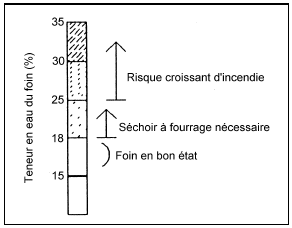 Teneur en eau du foin (%)
35
30
Risque croissant d'incendie
25
Séchoir à fourrage nécessaire
18
Foin en bon état
15